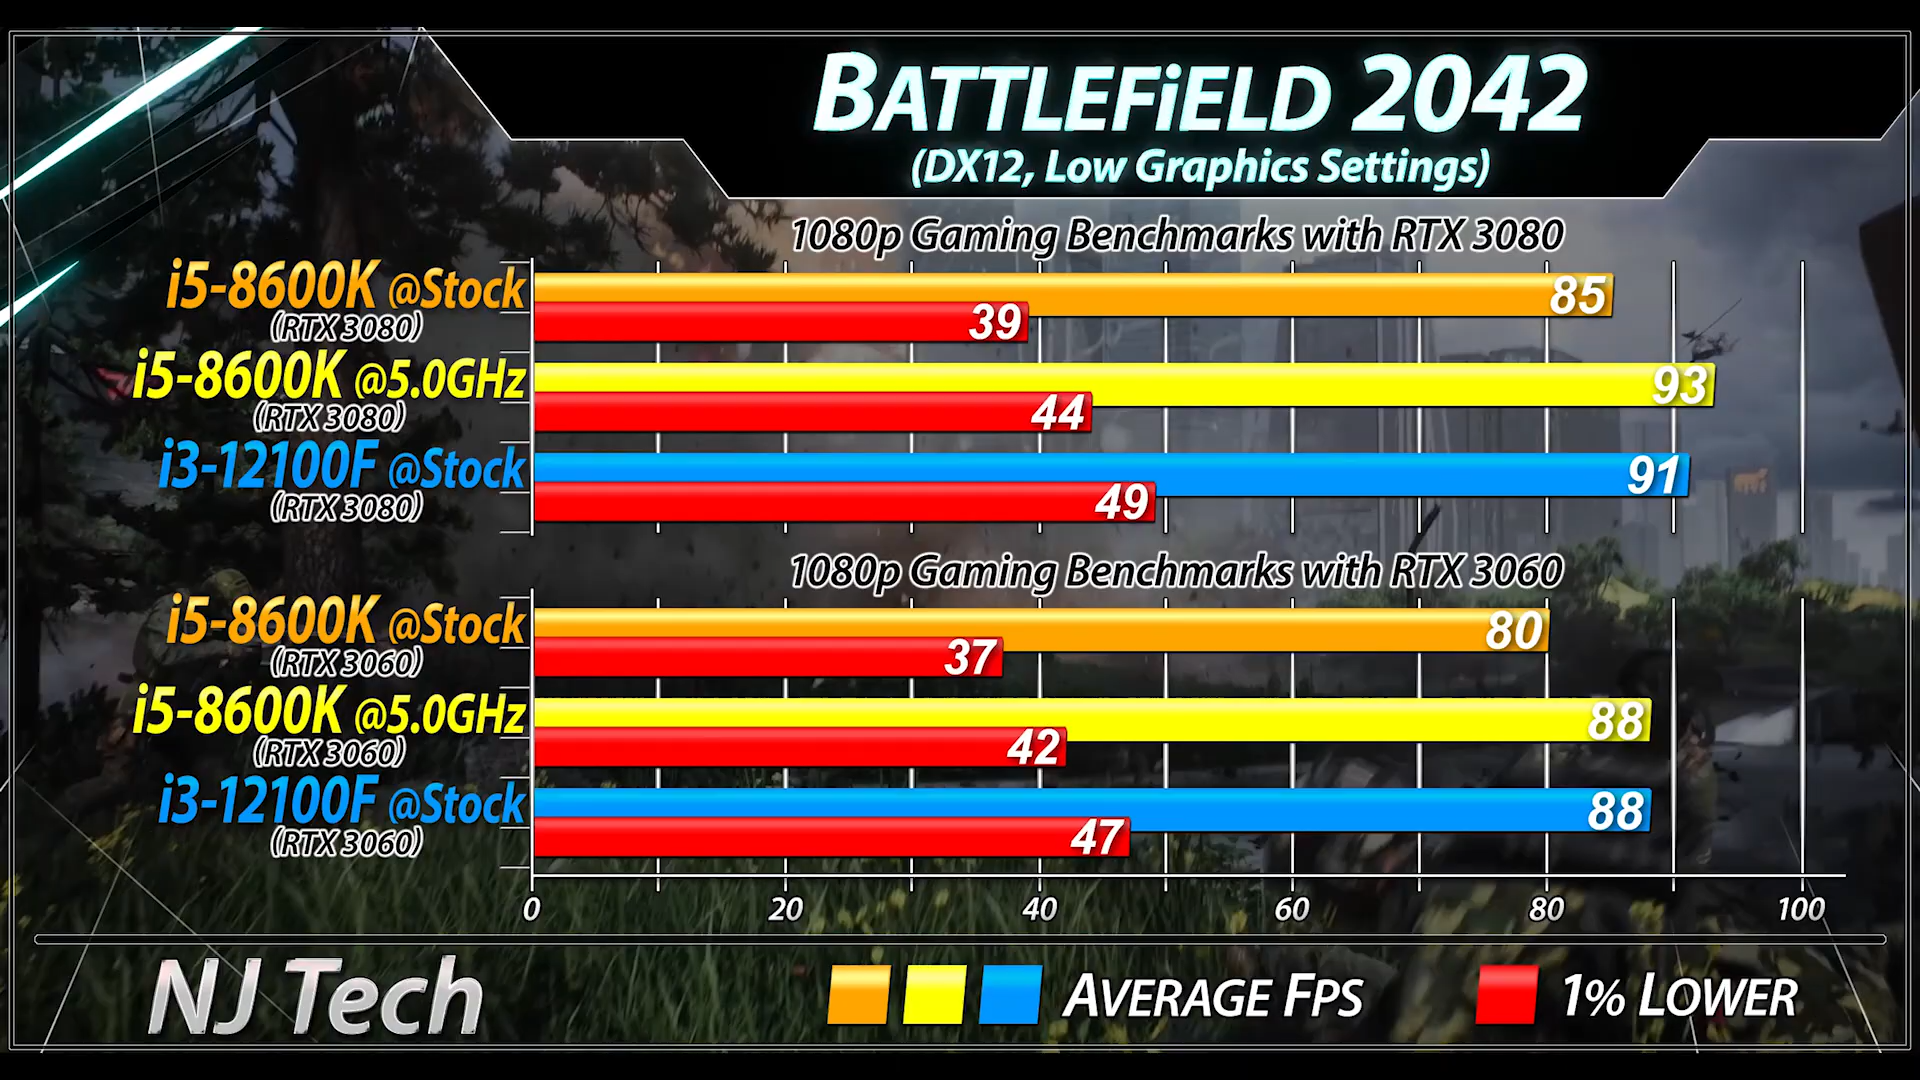 BATTLEFiELD 2042
(DX12, Low Graphics Settings)
1080p Gaming Benchmarks with RTX 3080
i5-8600K @Stock
(RTX 3080)
85
39
i5-8600K @5.0GHz
(RTX 3080)
93
44
i3-12100F @Stock
(RTX 3080)
91
49
1080p Gaming Benchmarks with RTX 3060
i5-8600K @Stock
(RTX 3060)
80
37
i5-8600K @5.0GHz
(RTX 3060)
88
42
i3-12100F @Stock
(RTX 3060)
88
47
0 20 40 60 80 100
NJ Tech
AVERAGE FPS
1% LOWER